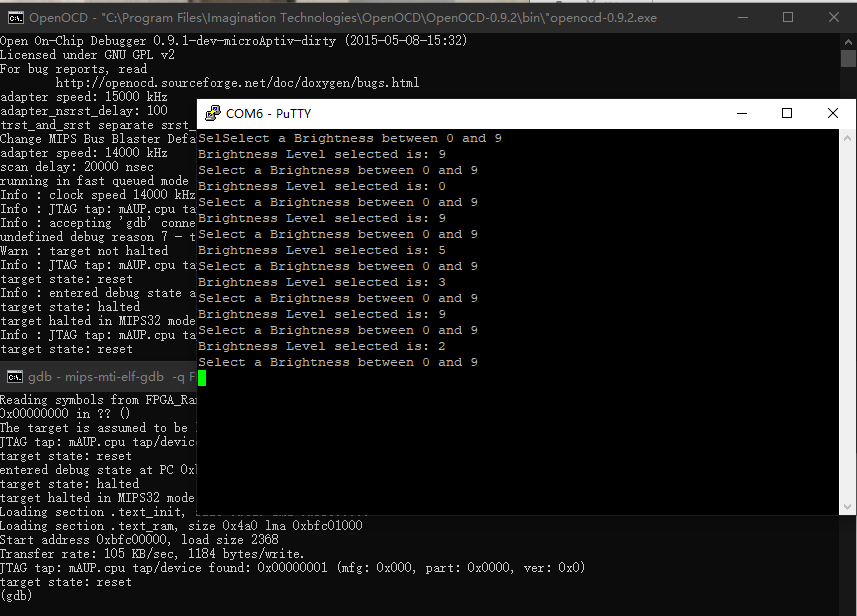 OpenOCD - "C:\Program Files\Imagination Technologies\OpenOCD\OpenOCD-0.9.2\bin\"openocd-0.9.2.exe
Open On-Chip Debugger 0.9.1-dev-microAptiv-dirty (2015-05-08-15:32)
Licensed under GNU GPL v2
For bug reports, read
http://openocd.sourceforge.net/doc/doxygen/bugs.html
adapter speed: 15000 kHz
adapter_nsrst_delay: 100
trst_and_srst separate srst_
Change MIPS Bus Blaster Defa
adapter speed: 14000 kHz
scan delay: 20000 nsec
running in fast queued mode
Info : clock speed 14000 kHz
Info : JTAG tap: mAUP.cpu ta
Info : accepting 'gdb' conne
undefined debug reason 7 - t
Warn : target not halted
Info : JTAG tap: mAUP.cpu ta
target state: reset
Info : entered debug state a
target state: halted
target halted in MIPS32 mode
Info : JTAG tap: mAUP.cpu ta
target state: reset
COM6 - PuTTY
SelSelect a Brightness between 0 and 9
Brightness Level selected is: 9
Select a Brightness between 0 and 9
Brightness Level selected is: 0
Select a Brightness between 0 and 9
Brightness Level selected is: 9
Select a Brightness between 0 and 9
Brightness Level selected is: 5
Select a Brightness between 0 and 9
Brightness Level selected is: 3
Select a Brightness between 0 and 9
Brightness Level selected is: 9
Select a Brightness between 0 and 9
Brightness Level selected is: 2
Select a Brightness between 0 and 9
gdb - mips-mti-elf-gdb -q F
Reading symbols from FPGA_Ra
0x00000000 in ?? ()
The target is assumed to be
JTAG tap: mAUP.cpu tap/device
target state: reset
entered debug state at PC 0xb
target state: halted
target halted in MIPS32 mode
Loading section .text_init,
Loading section .text_ram, size 0x4a0 lma 0xbfc01000
Start address 0xbfc00000, load size 2368
Transfer rate: 105 KB/sec, 1184 bytes/write.
JTAG tap: mAUP.cpu tap/device found: 0x00000001 (mfg: 0x000, part: 0x0000, ver: 0x0)
target state: reset
(gdb)